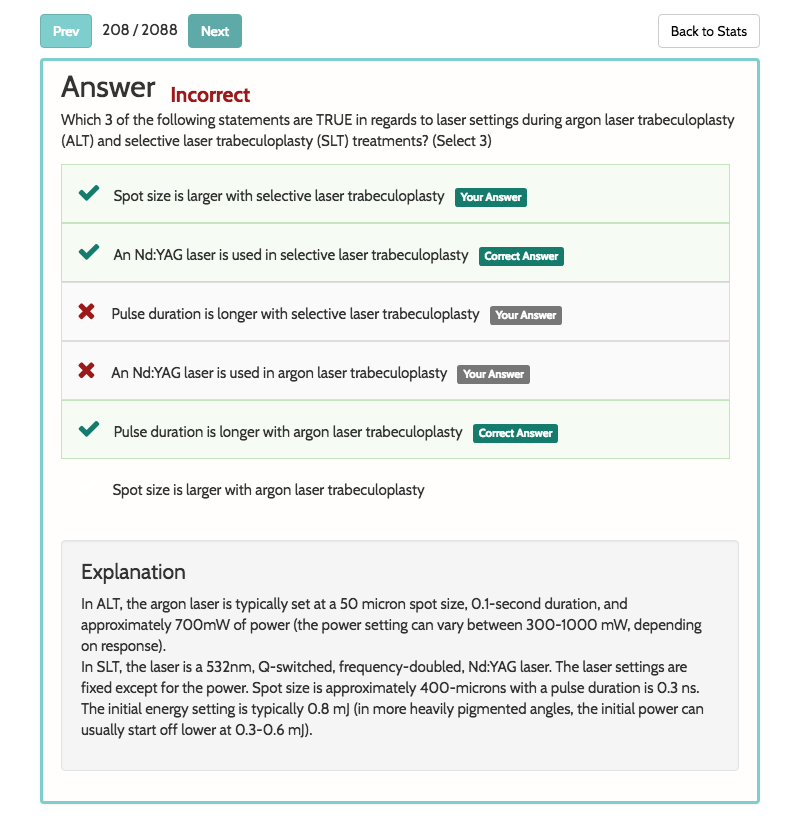 Prev 208 / 2088 Next Back to Stats
Answer Incorrect
Which 3 of the following statements are TRUE in regards to laser settings during argon laser trabeculoplasty
(ALT) and selective laser trabeculoplasty (SLT) treatments? (Select 3)
Spot size is larger with selective laser trabeculoplasty Your Answer
An Nd:YAG laser is used in selective laser trabeculoplasty Correct Answer
Pulse duration is longer with selective laser trabeculoplasty Your Answer
An Nd:YAG laser is used in argon laser trabeculoplasty Your Answer
Pulse duration is longer with argon laser trabeculoplasty Correct Answer
Spot size is larger with argon laser trabeculoplasty
Explanation
In ALT, the argon laser is typically set at a 50 micron spot size, 0.1-second duration, and
approximately 700mW of power (the power setting can vary between 300-1000 mW, depending
on response).
In SLT, the laser is a 532nm, Q-switched, frequency-doubled, Nd:YAG laser. The laser settings are
fixed except for the power. Spot size is approximately 400-microns with a pulse duration is 0.3 ns.
The initial energy setting is typically 0.8 mJ (in more heavily pigmented angles, the initial power can
usually start off lower at 0.3-0.6 mJ).